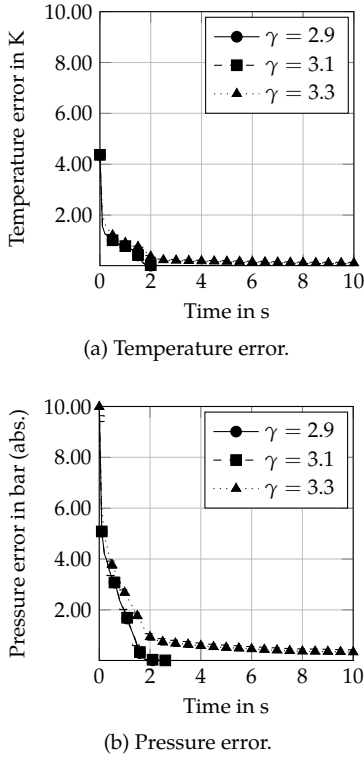 10.00
8.00
6.00
4.00
2.00
0
2
4
6
8
10
Temperature error in K
Time in s
γ = 2.9
γ = 3.1
γ = 3.3
(a) Temperature error.
10.00
8.00
6.00
4.00
2.00
0
2
4
6
8
10
Pressure error in bar (abs.)
Time in s
γ = 2.9
γ = 3.1
γ = 3.3
(b) Pressure error.